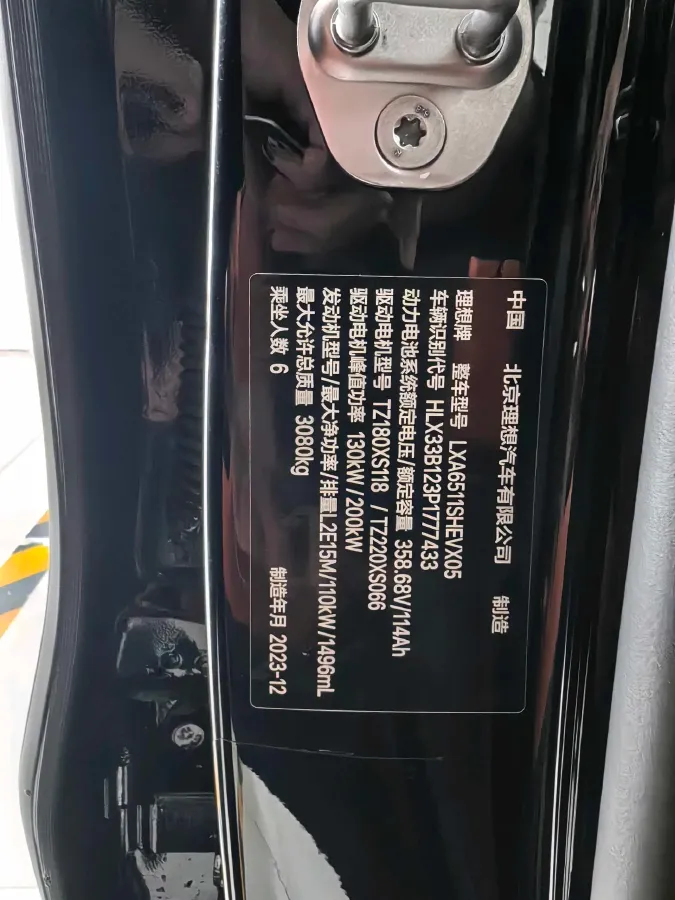 中国 北京理想汽车有限公司 制造
理想牌 整车型号 LXA6511SHEVX05
车辆识别代号 HLX33B123P1777433
动力电池系统额定电压/额定容量 358.68V/114Ah
驱动电机型号 TZ180XS118 / TZ220XS066
驱动电机峰值功率 130kW/200kW
发动机型号/最大净功率/排量L2E15M/110kW/1496mL
最大允许总质量 3080kg
乘坐人数 6 制造年月 2023-12